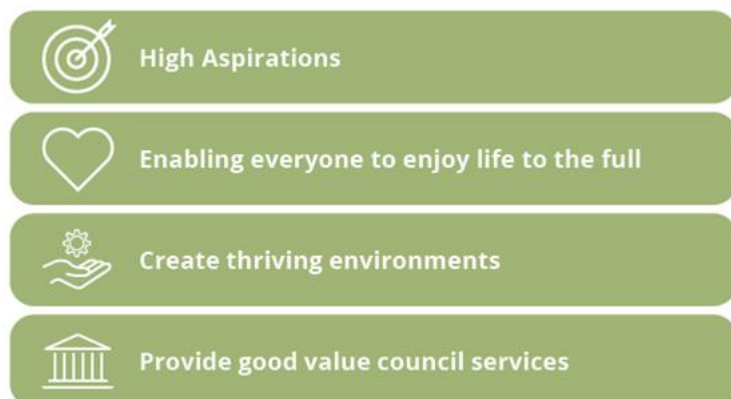 High Aspirations
Enabling everyone to enjoy life to the full
Create thriving environments
Provide good value council services